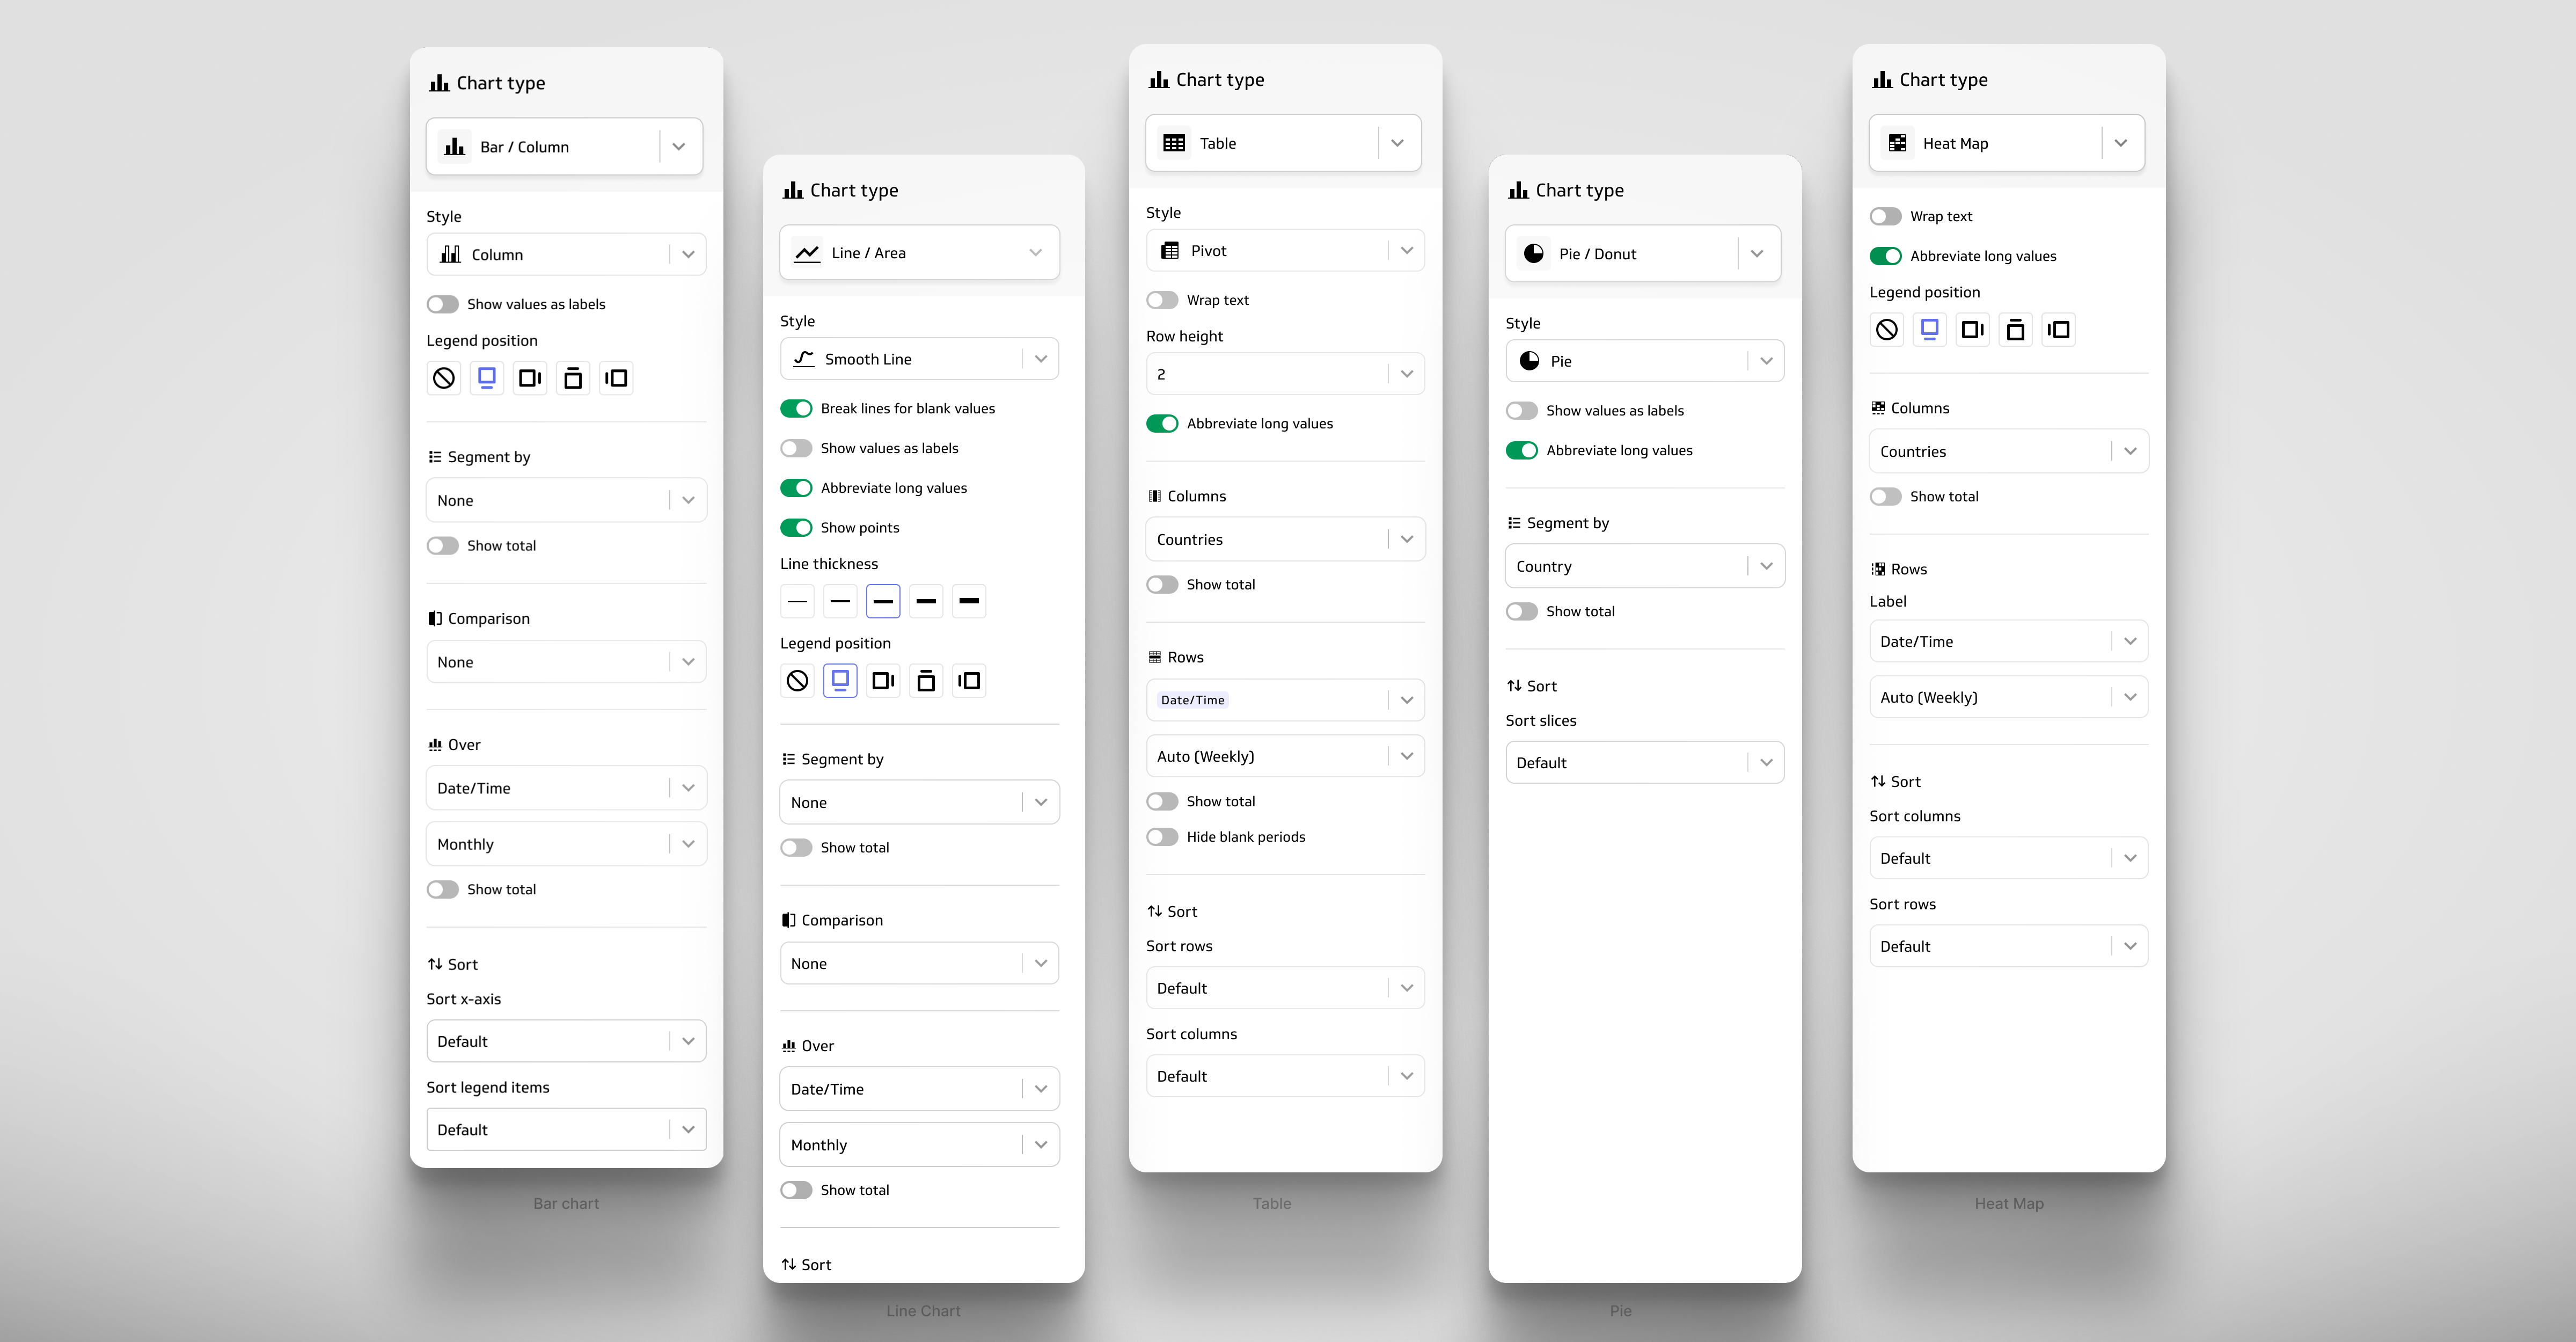 Chart type
Bar / Column
Style
Column
Show values as labels
Legend position
Segment by
None
Show total
Comparison
None
Over
Date/Time
Monthly
Show total
Sort
Sort x-axis
Default
Sort legend items
Default
Bar chart
Chart type
Line / Area
Style
Smooth Line
Break lines for blank values
Show values as labels
Abbreviate long values
Show points
Line thickness
Legend position
Segment by
None
Show total
Comparison
None
Over
Date/Time
Monthly
Show total
Sort
Line Chart
Chart type
Table
Style
Pivot
Wrap text
Row height
2
Abbreviate long values
Columns
Countries
Show total
Rows
Date/Time
Auto (Weekly)
Show total
Hide blank periods
Sort
Sort rows
Default
Sort columns
Default
Table
Chart type
Pie / Donut
Style
Pie
Show values as labels
Abbreviate long values
Segment by
Country
Show total
Sort
Sort slices
Default
Pie
Chart type
Heat Map
Wrap text
Abbreviate long values
Legend position
Columns
Countries
Show total
Rows
Label
Date/Time
Auto (Weekly)
Sort
Sort columns
Default
Sort rows
Default
Heat Map